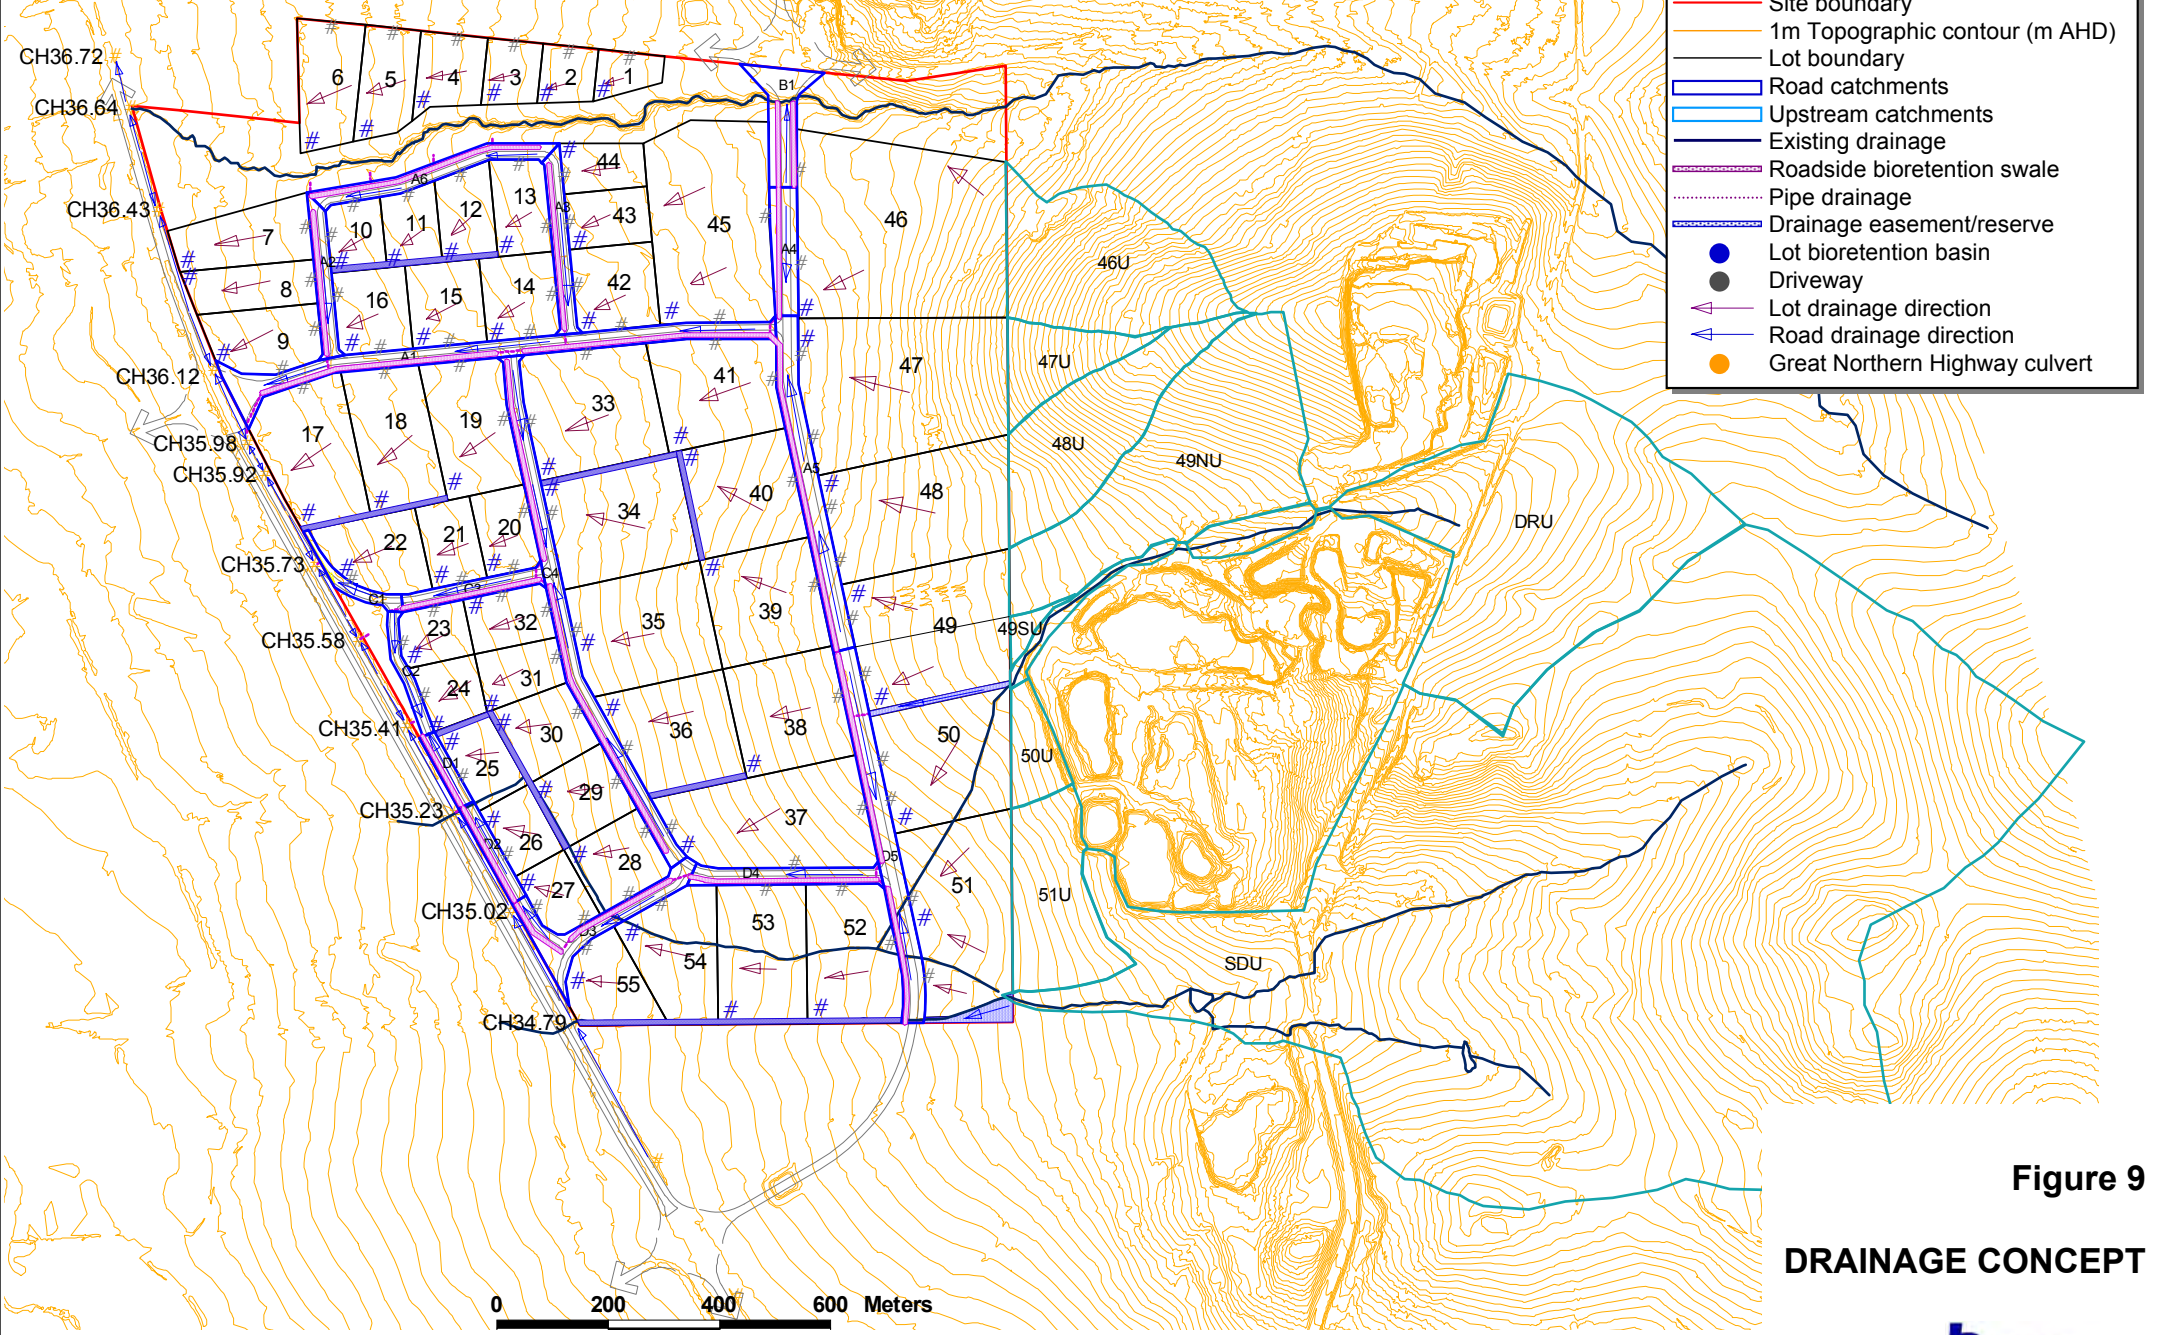 Site boundary
1m Topographic contour (m AHD)
Lot boundary
Road catchments
Upstream catchments
Existing drainage
Roadside bioretention swale
Pipe drainage
Drainage easement/reserve
Lot bioretention basin
Driveway
Lot drainage direction
Road drainage direction
Great Northern Highway culvert
CH36.72
CH36.64
CH36.43
CH36.12
CH35.98
CH35.92
CH35.73
CH35.58
CH35.41
CH35.23
CH35.02
CH34.79
6
5
4
3
2
1
B1
44
13
A6
12
11
10
A3
43
45
46
7
A2
A4
8
16
15
14
42
9
A1
41
47
33
17
18
19
A5
40
48
34
22
21
20
C4
C1
C3
23
32
35
39
49
C2
24
31
30
36
38
50
D1
25
29
37
D2
26
28
D4
D5
27
51
D3
53
52
54
55
46U
47U
48U
49NU
49SU
50U
51U
DRU
SDU
Figure 9
DRAINAGE CONCEPT
0 200 400 600 Meters